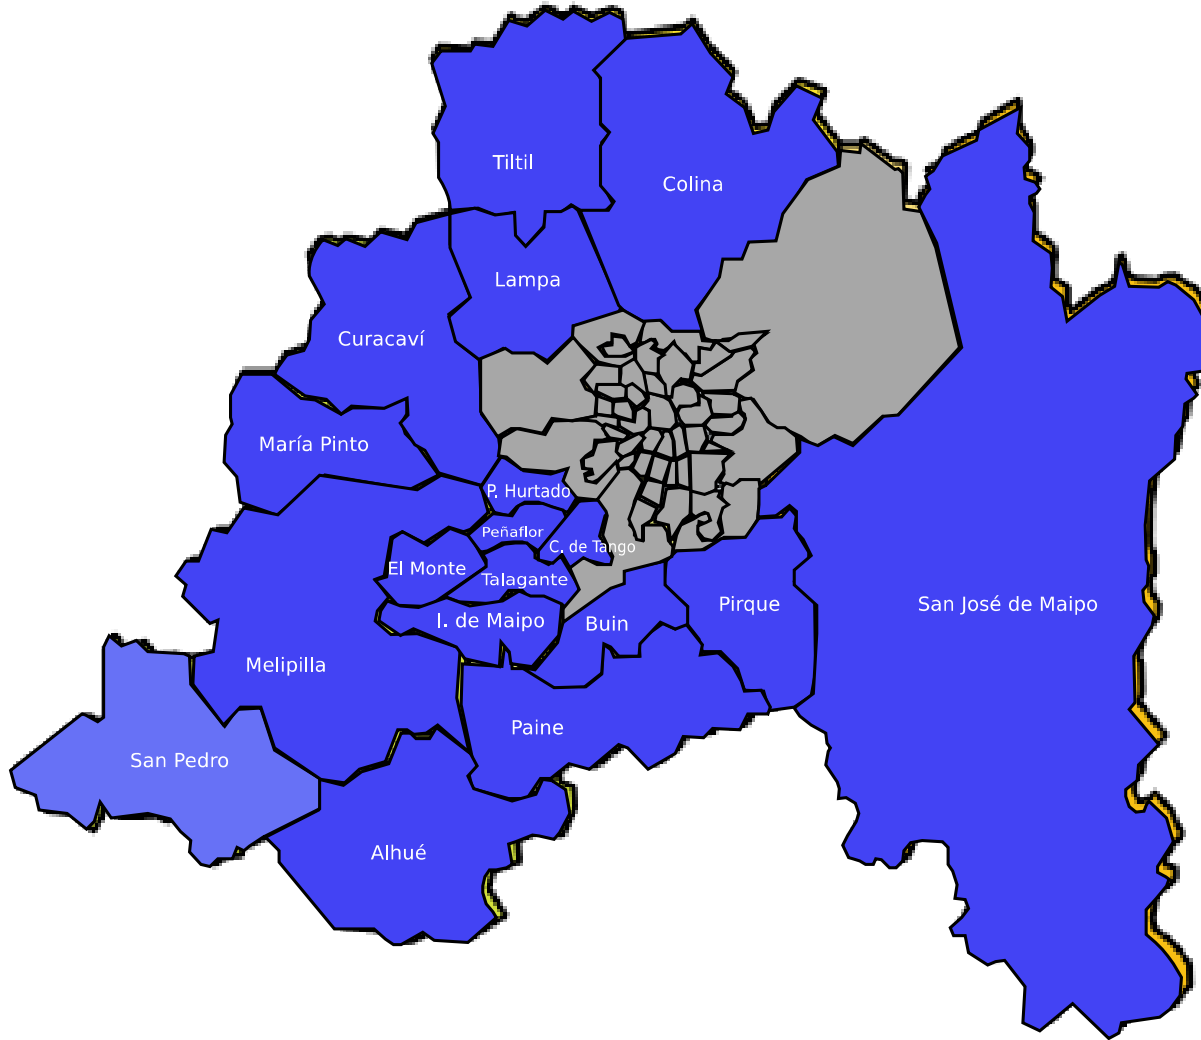 Tiltil
Colina
Lampa
Curacaví
María Pinto
P. Hurtado
Peñaflor
C. de Tango
El Monte
Talagante
San José de Maipo
Pirque
I. de Maipo
Buin
Melipilla
Paine
San Pedro
Alhué